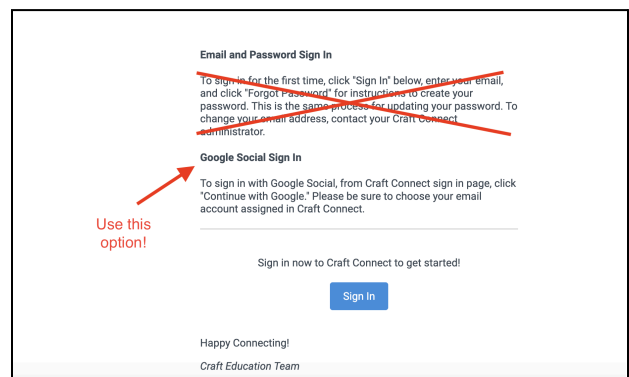 Email and Password Sign In
To sign in for the first time, click "Sign In" below, enter your email,
and click "Forgot Password" for instructions to create your
password. This is the same process for updating your password. To
change your email address, contact your Craft Connect
administrator.
Google Social Sign In
To sign in with Google Social, from Craft Connect sign in page, click
"Continue with Google." Please be sure to choose your email
account assigned in Craft Connect.
Use this
option!
Sign in now to Craft Connect to get started!
Sign In
Happy Connecting!
Craft Education Team